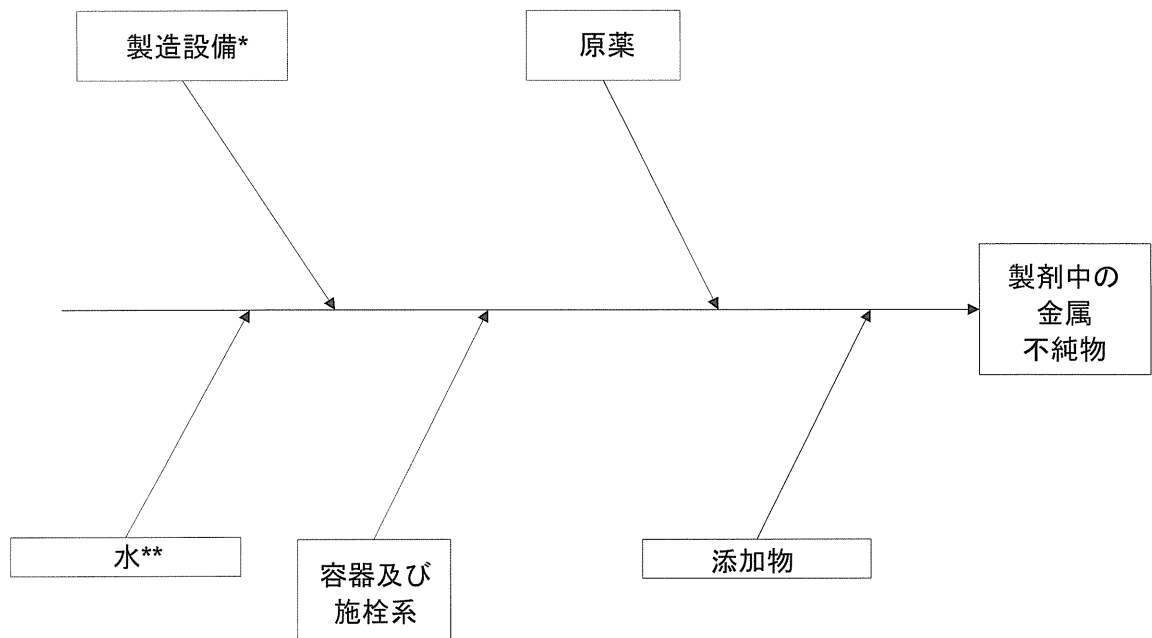 製造設備*
原薬
製剤中の
金属
不純物
水**
容器及び
施栓系
添加物